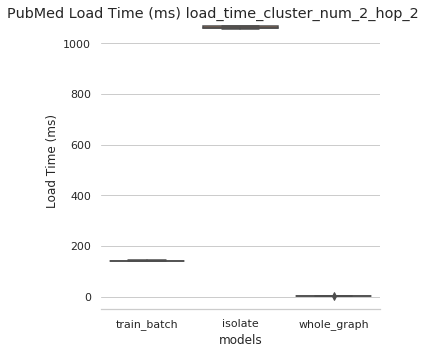 PubMed Load Time (ms) load_time_cluster_num_2_hop_2
1000
800
600
400
200
0
Load Time (ms)
train_batch isolate whole_graph
models